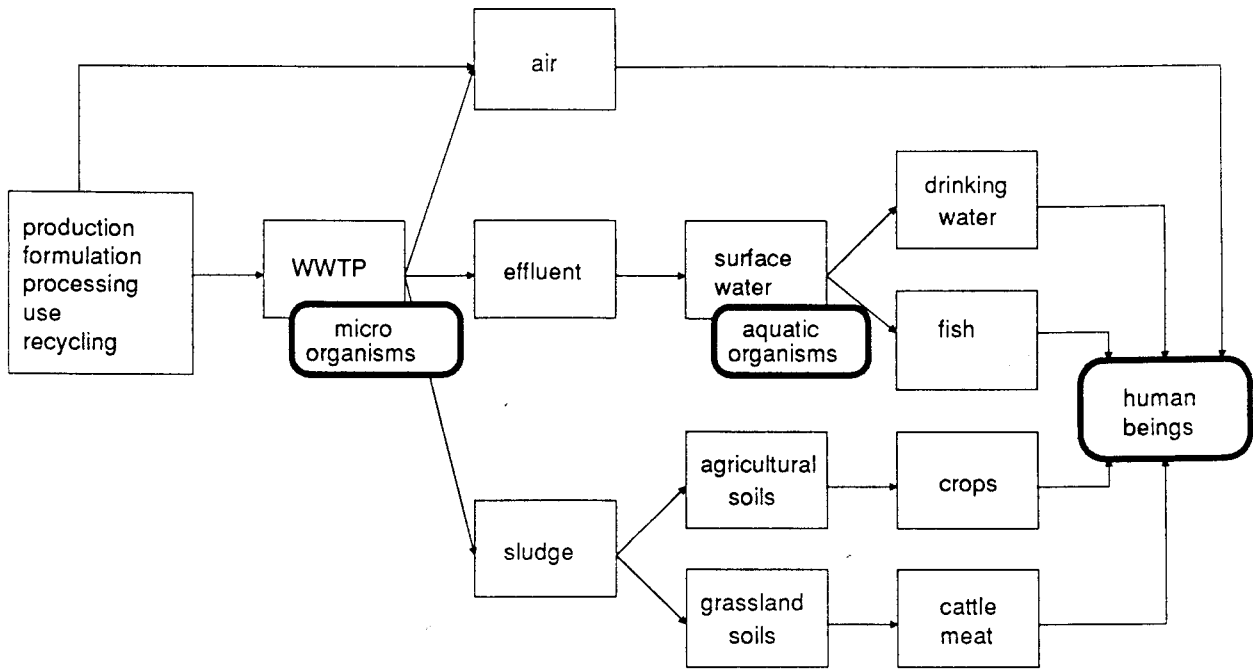 air
production
formulation
processing
use
recycling
WWTP
micro
organisms
effluent
surface
water
aquatic
organisms
drinking
water
fish
human
beings
sludge
agricultural
soils
crops
grassland
soils
cattle
meat